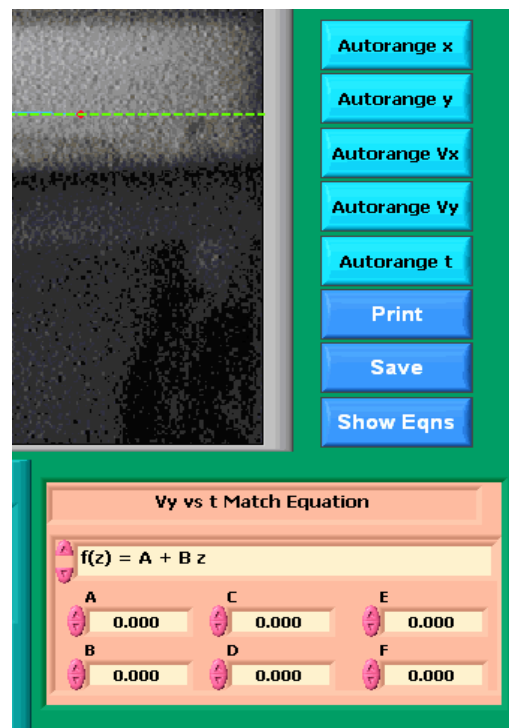 Autorange x
Autorange y
Autorange Vx
Autorange Vy
Autorange t
Print
Save
Show Eqns
Vy vs t Match Equation
f(z) = A + B z
A C E
0.000 0.000 0.000
B D F
0.000 0.000 0.000